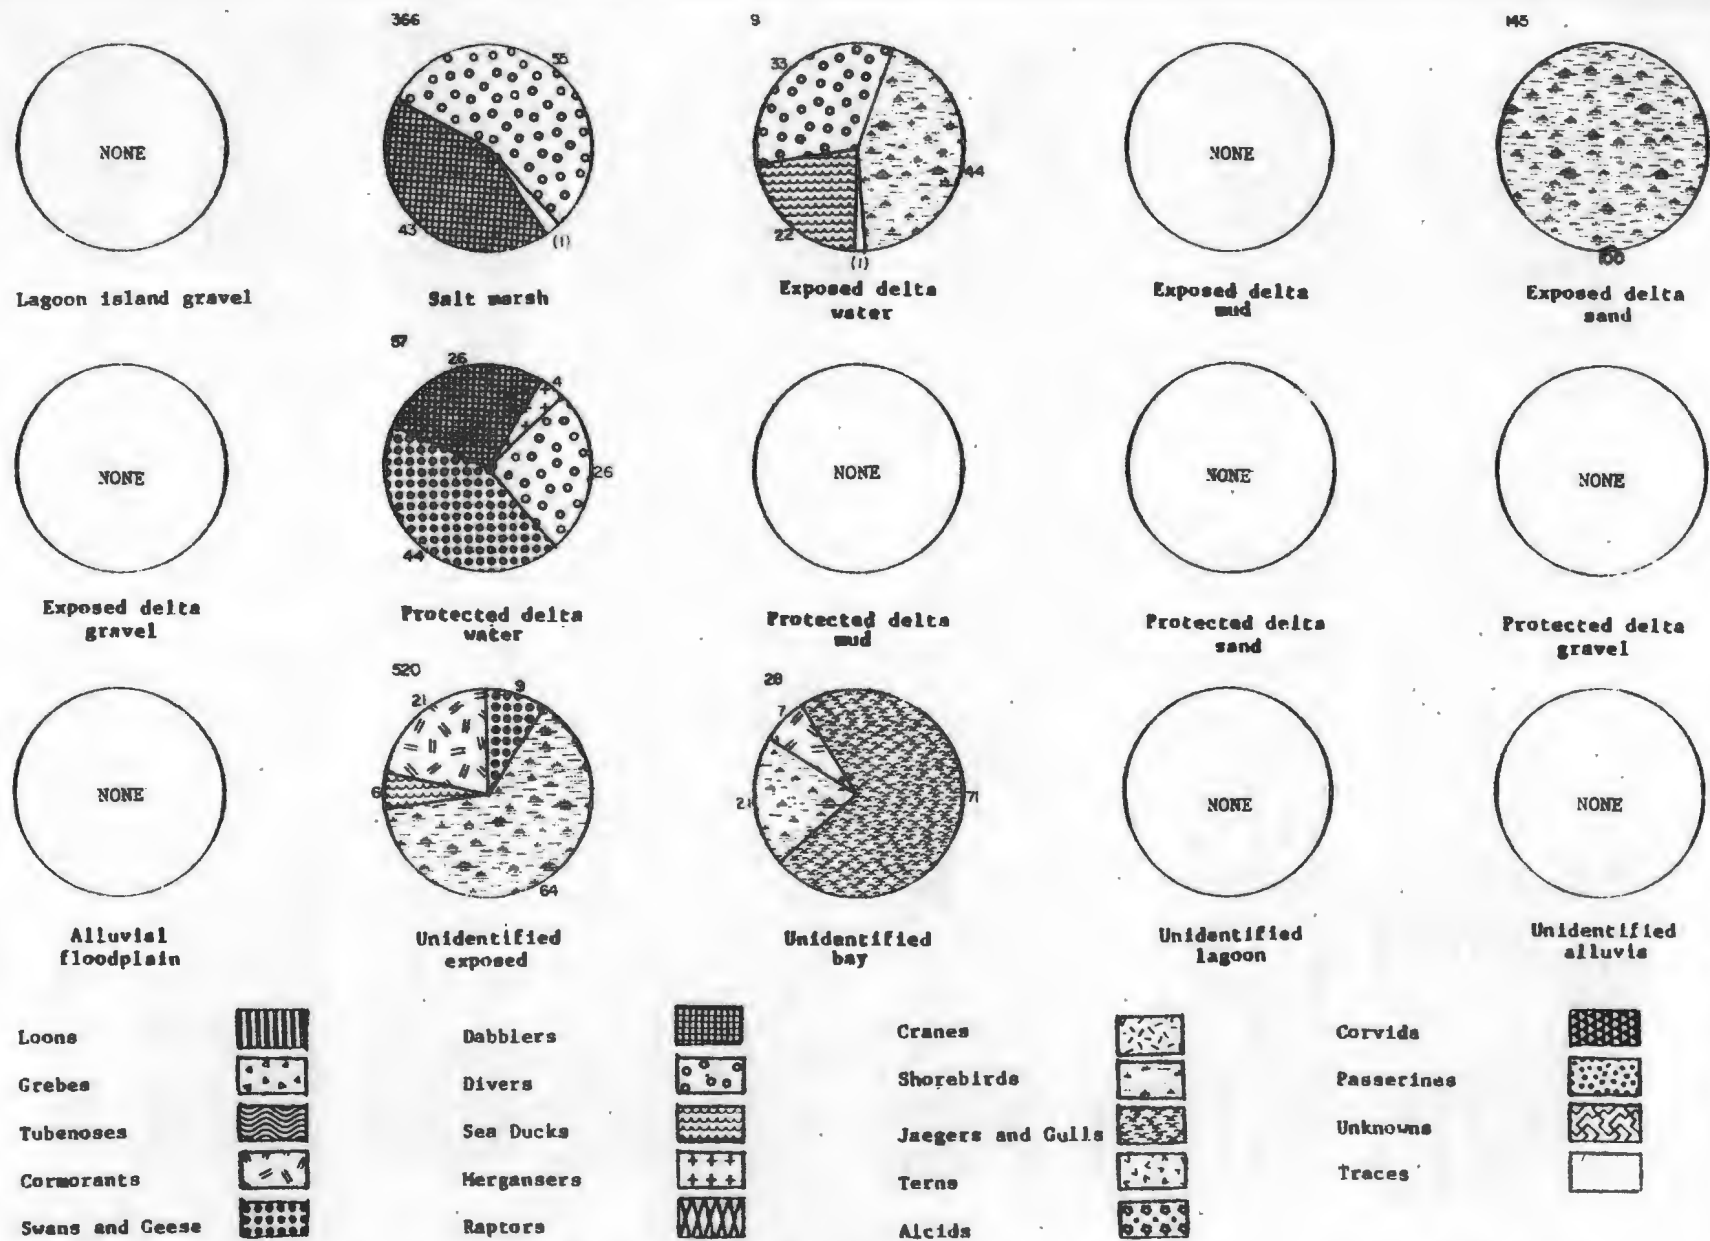 366
9
145
55
33
44
43
22
(1)
(1)
100
NONE
NONE
Lagoon island gravel
Salt marsh
Exposed delta
water
Exposed delta
mud
Exposed delta
sand
57
26
4
26
44
NONE
NONE
NONE
NONE
Exposed delta
gravel
Protected delta
water
Protected delta
mud
Protected delta
sand
Protected delta
gravel
520
28
21
9
7
6
21
71
64
NONE
NONE
NONE
Alluvial
floodplain
Unidentified
exposed
Unidentified
bay
Unidentified
lagoon
Unidentified
alluvia
Loons
Dabblers
Cranes
Corvids
Grebes
Divers
Shorebirds
Passerines
Tubenoses
Sea Ducks
Jaegers and Gulls
Unknowns
Cormorants
Mergansers
Terns
Traces
Swans and Geese
Raptors
Alcids